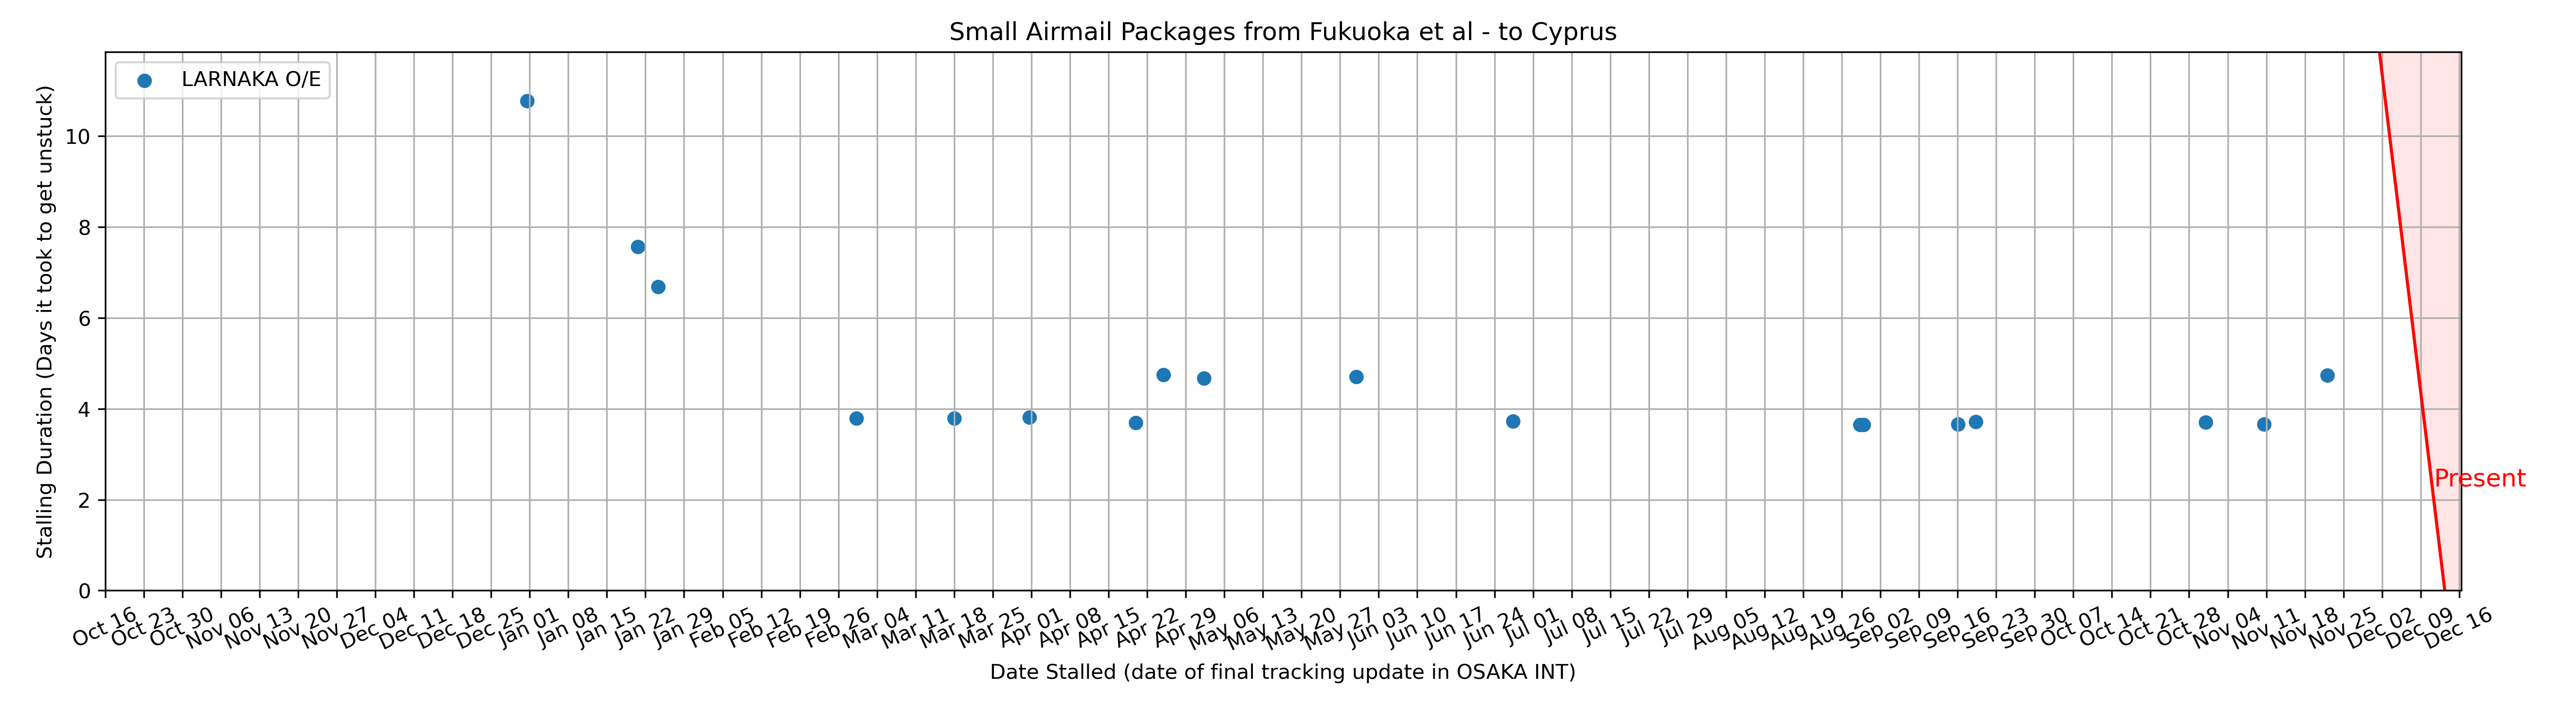 Small Airmail Packages from Fukuoka et al - to Cyprus
LARNAKA O/E
Stalling Duration (Days it took to get unstuck)
10
8
6
4
2
0
Present
Oct 16 Oct 23 Oct 30 Nov 06 Nov 13 Nov 20 Nov 27 Dec 04 Dec 11 Dec 18 Dec 25 Jan 01 Jan 08 Jan 15 Jan 22 Jan 29 Feb 05 Feb 12 Feb 19 Feb 26 Mar 04 Mar 11 Mar 18 Mar 25 Apr 01 Apr 08 Apr 15 Apr 22 Apr 29 May 06 May 13 May 20 May 27 Jun 03 Jun 10 Jun 17 Jun 24 Jul 01 Jul 08 Jul 15 Jul 22 Jul 29 Aug 05 Aug 12 Aug 19 Aug 26 Sep 02 Sep 09 Sep 16 Sep 23 Sep 30 Oct 07 Oct 14 Oct 21 Oct 28 Nov 04 Nov 11 Nov 18 Nov 25 Dec 02 Dec 09 Dec 16
Date Stalled (date of final tracking update in OSAKA INT)